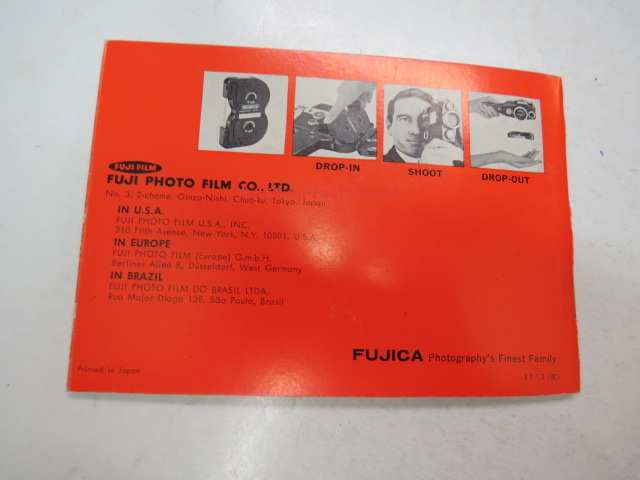 DROP-IN
SHOOT
DROP-OUT
FUJI FILM
FUJI PHOTO FILM CO., LTD.
No. 3, 2-chome, Ginza-Nishi, Chuo-ku, Tokyo, Japan
IN U.S.A.
FUJI PHOTO FILM U.S.A., INC.
350 Fifth Avenue, New York, N.Y. 10001, U.S.A.
IN EUROPE
FUJI PHOTO FILM (Europe) G.m.b.H.
Berliner Allee 8, Düsseldorf, West Germany
IN BRAZIL
FUJI PHOTO FILM DO BRASIL LTDA.
Rua Major Diogo 128, São Paulo, Brasil
FUJICA Photography's Finest Family
Printed in Japan